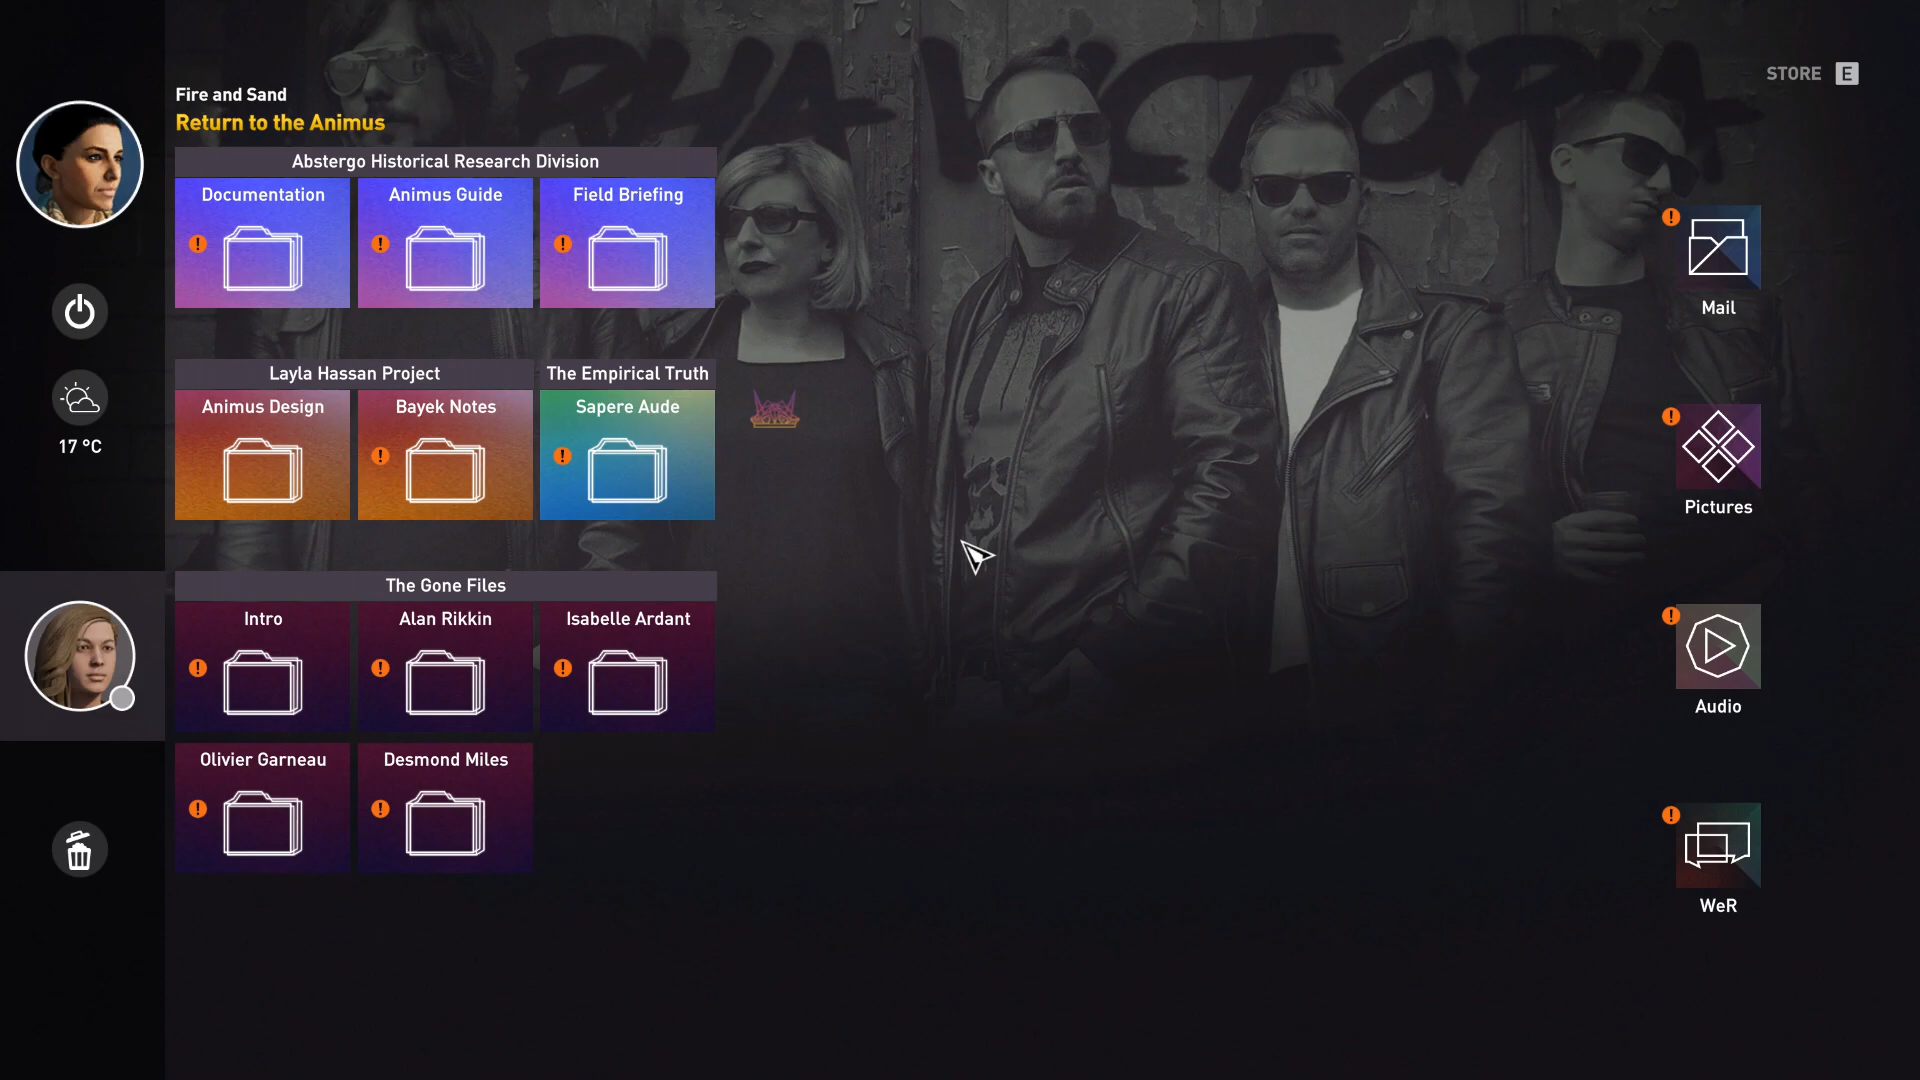 STORE E
Fire and Sand
Return to the Animus
Abstergo Historical Research Division
Documentation
Animus Guide
Field Briefing
Layla Hassan Project
The Empirical Truth
Animus Design
Bayek Notes
Sapere Aude
The Gone Files
Intro
Alan Rikkin
Isabelle Ardant
Olivier Garneau
Desmond Miles
17 °C
Mail
Pictures
Audio
WeR
VICTORIA